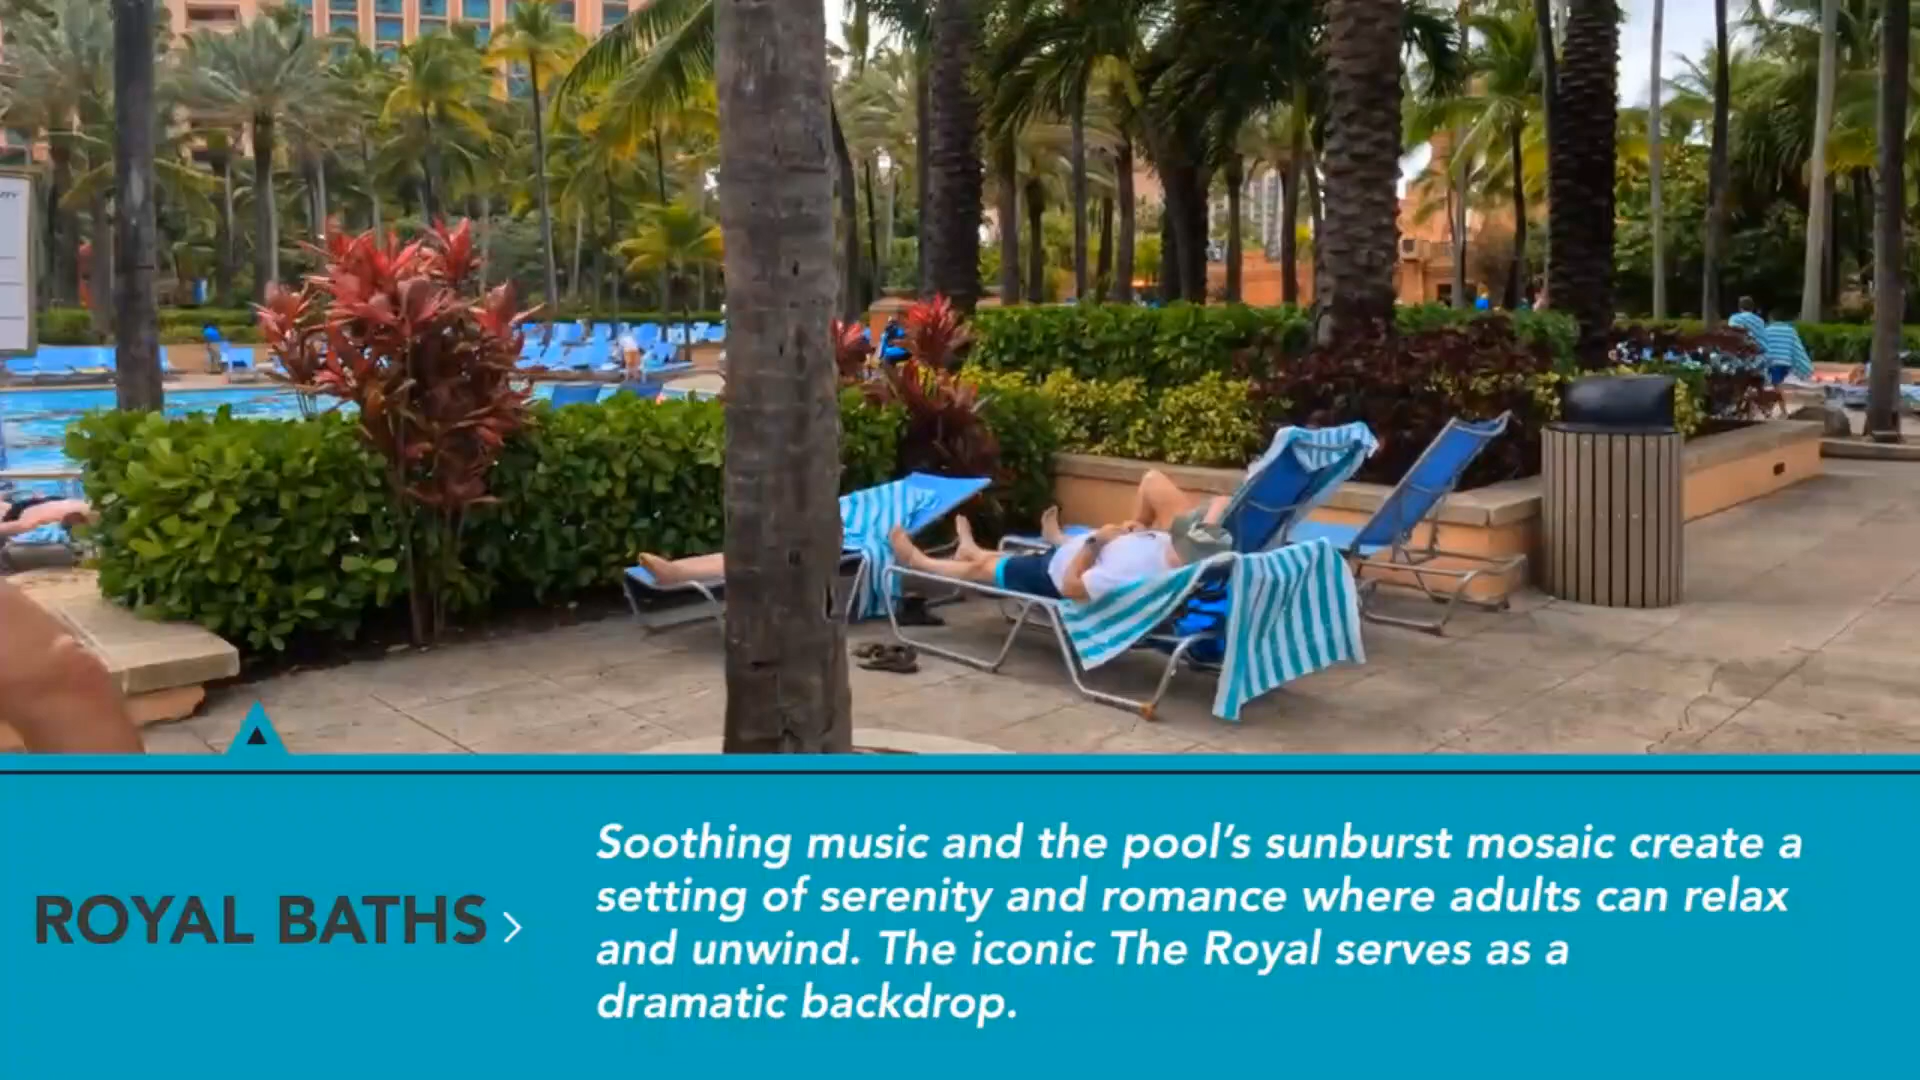 ROYAL BATHS
Soothing music and the pool's sunburst mosaic create a
setting of serenity and romance where adults can relax
and unwind. The iconic The Royal serves as a
dramatic backdrop.